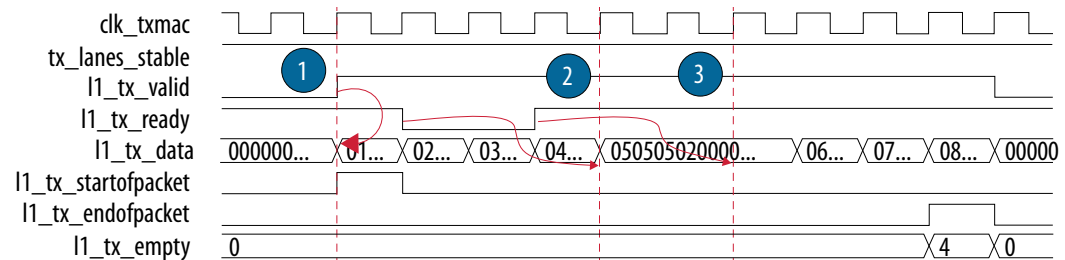 clk_txmac
tx_lanes_stable
1 2 3
l1_tx_valid
l1_tx_ready
l1_tx_data 000000... 01... 02... 03... 04... 050505020000... 06... 07... 08... 00000
l1_tx_startofpacket
l1_tx_endofpacket
l1_tx_empty 0 4 0